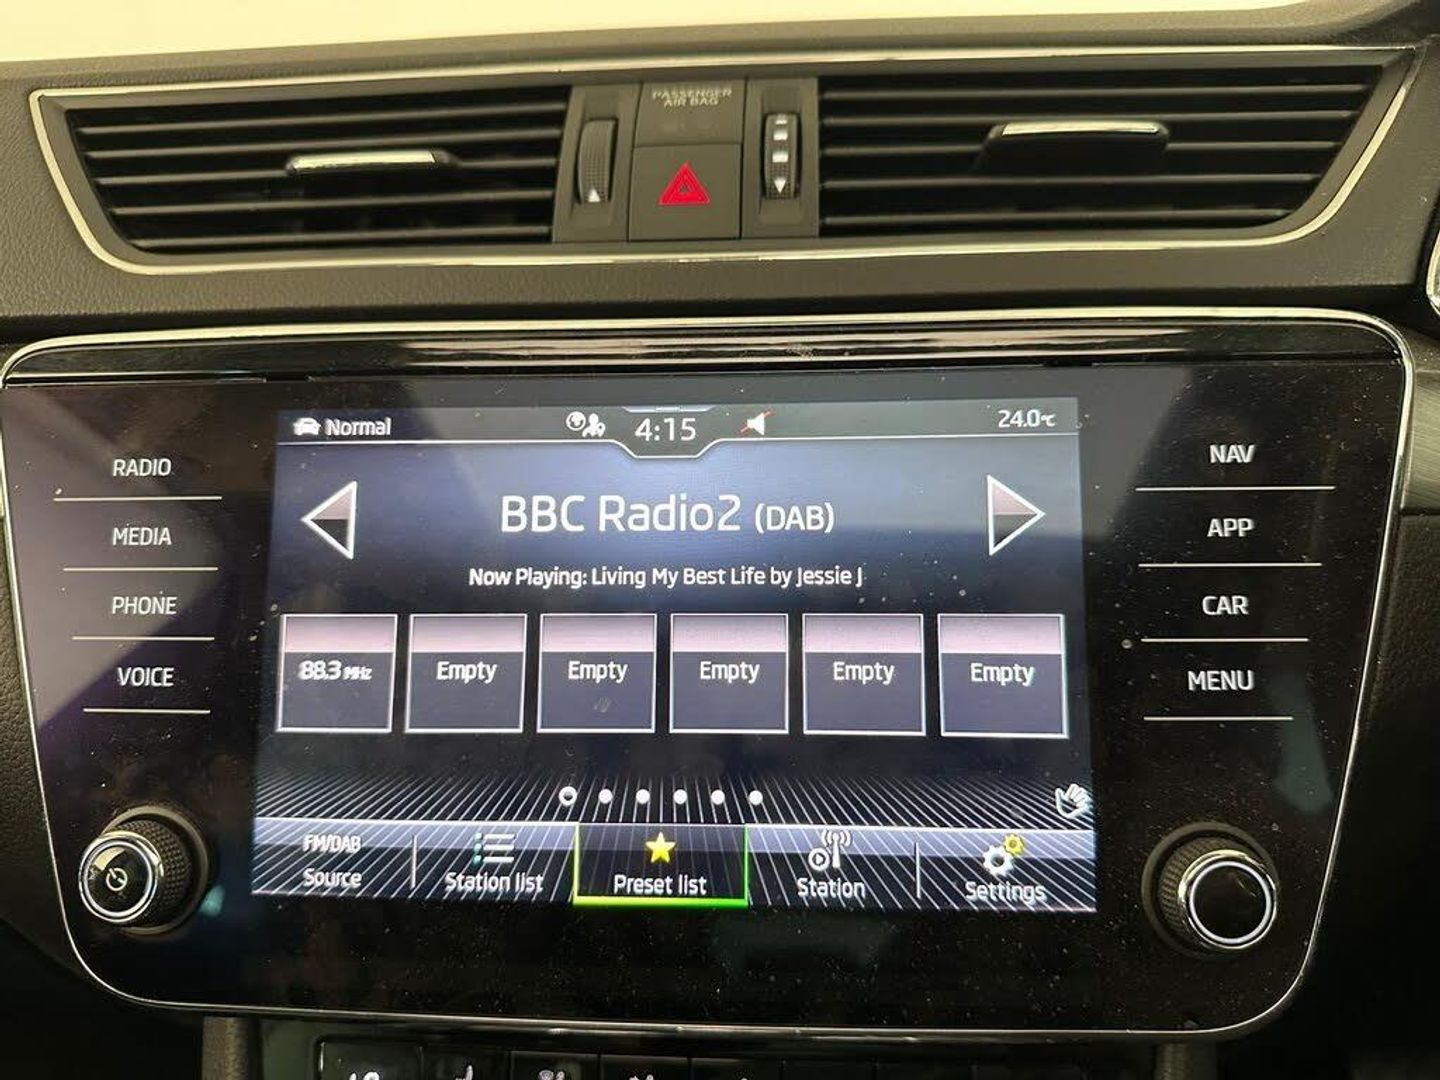 PASSENGER
AIR BAG
Normal
4:15
24.0°C
RADIO
MEDIA
PHONE
VOICE
BBC Radio2 (DAB)
Now Playing: Living My Best Life by Jessie J
88.3 MHz
Empty
Empty
Empty
Empty
Empty
FM/DAB
Source
Station list
Preset list
Station
Settings
NAV
APP
CAR
MENU